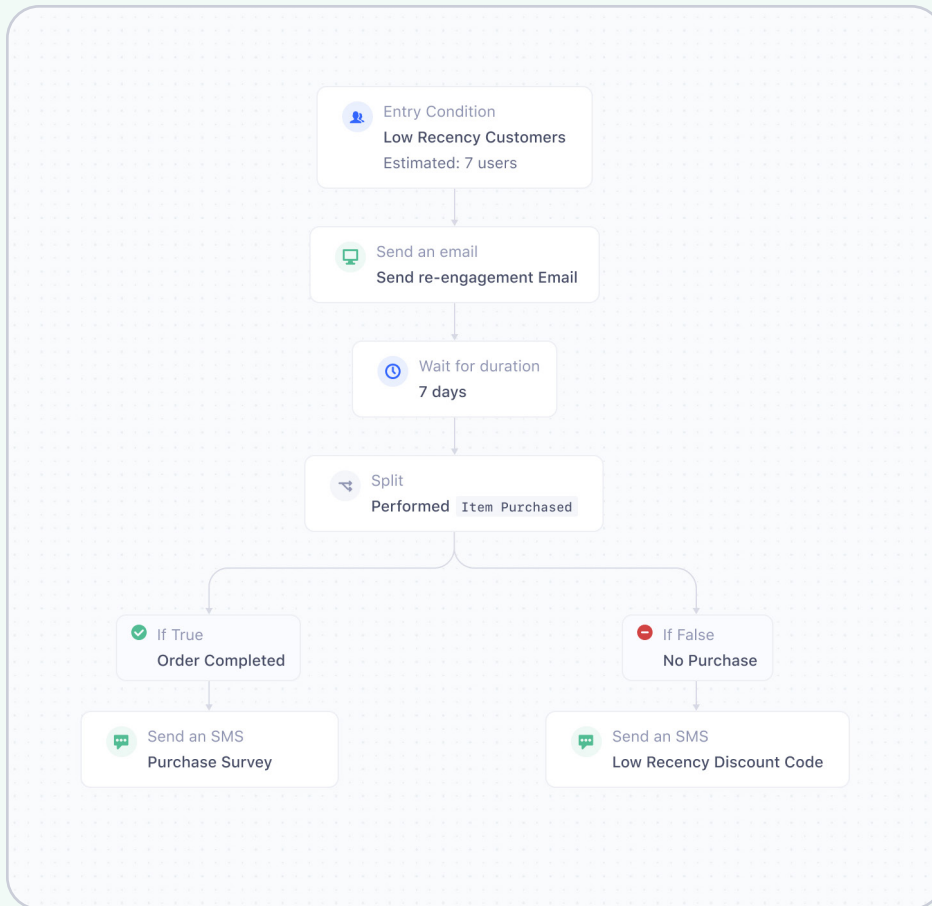 Entry Condition
Low Recency Customers
Estimated: 7 users
Send an email
Send re-engagement Email
Wait for duration
7 days
Split
Performed Item Purchased
If True
Order Completed
If False
No Purchase
Send an SMS
Purchase Survey
Send an SMS
Low Recency Discount Code